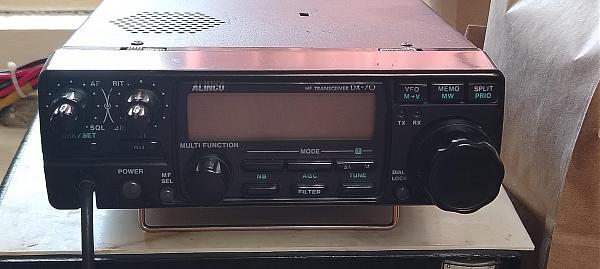 ALINCO HF TRANSCEIVER DX-70
AF RIT
VFO MEMO SPLIT
M▸V MW PRIO
TX RX
SQL
MULTI FUNCTION
MODE
POWER
MF SEL
NB AGC TUNE
FILTER
DIAL LOCK